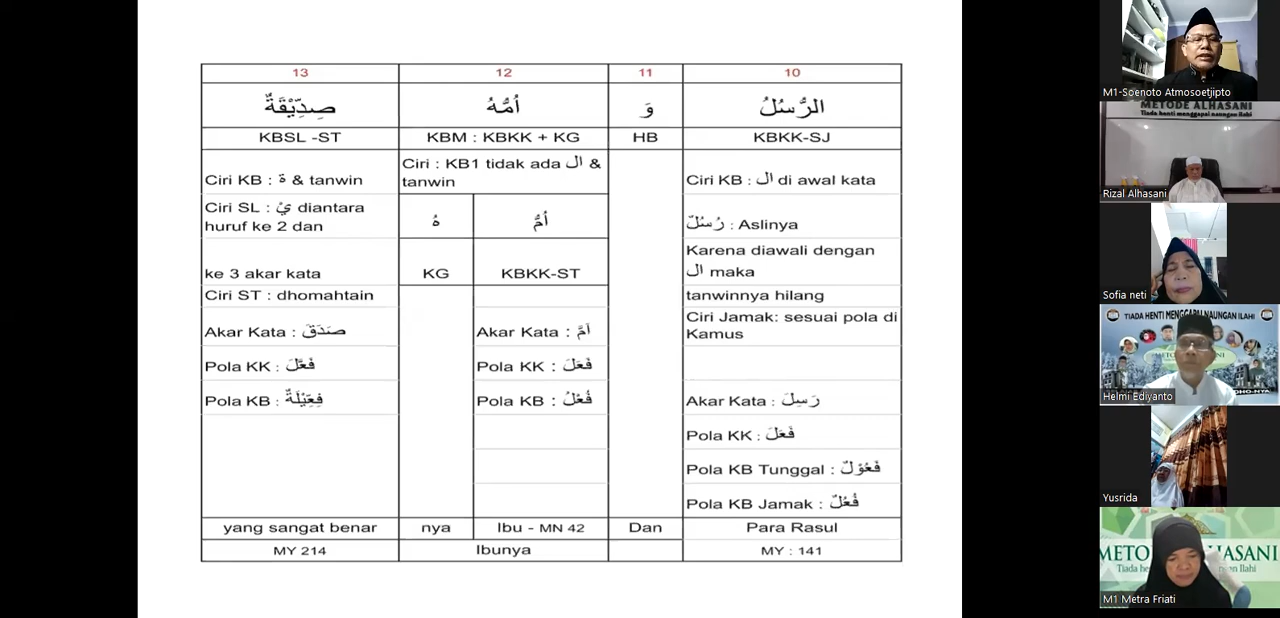 13 12 11 10
صِدِّيْقَةٌ أُمُّهُ وَ الرُّسُلُ
KBSL -ST KBM : KBKK + KG HB KBKK-SJ
Ciri KB : ة & tanwin
Ciri SL : يْ diantara
huruf ke 2 dan
ke 3 akar kata
Ciri ST : dhomahtain
Akar Kata : صَدَقَ
Pola KK : فَعَّلَ
Pola KB : فِعِّيْلَةٌ
yang sangat benar
MY 214
Ciri : KB1 tidak ada ال &
tanwin
هُ أُمُّ
KG KBKK-ST
Akar Kata : أَمَّ
Pola KK : فَعَلَ
Pola KB : فُعْلُ
nya Ibu - MN 42
Ibunya
Dan
Ciri KB : ال di awal kata
رُسُلٌ : Aslinya
Karena diawali dengan
ال maka
tanwinnya hilang
Ciri Jamak: sesuai pola di
Kamus
Akar Kata : رَسِلَ
Pola KK : فَعَلَ
Pola KB Tunggal : فَعُوْلٌ
Pola KB Jamak : فُعُلٌ
Para Rasul
MY : 141
M1-Soenoto Atmosoetjipto
METODE ALHASANI
Tiada henti menggapai naungan Ilahi
Rizal Alhasani
Sofia neti
TIADA HENTI MENGGAPAI NAUNGAN ILAHI
Helmi Ediyanto
Yusrida
M1 Metra Friati